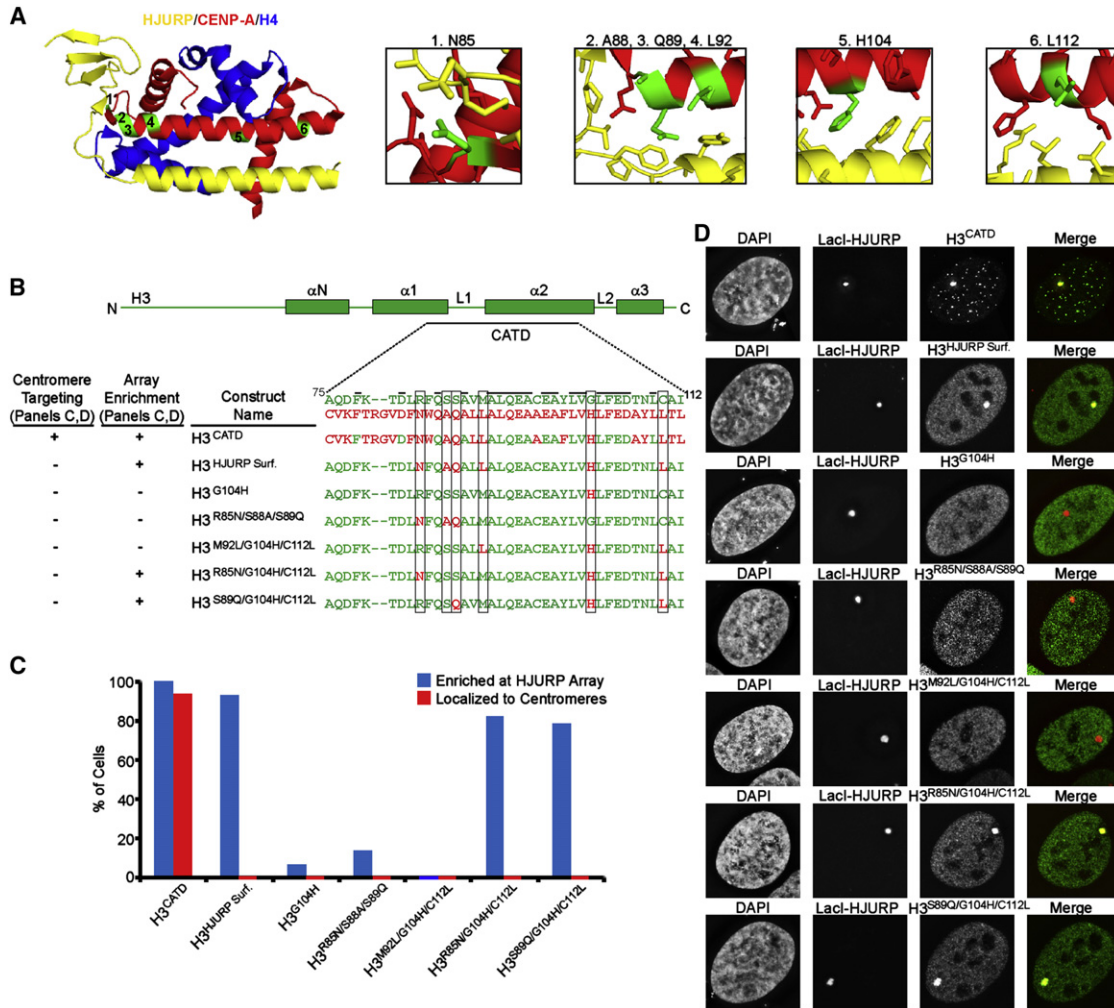 A
HJURP/CENP-A/H4
1
2
3
4
5
6
1. N85
2. A88, 3. Q89, 4. L92
5. H104
6. L112
B
H3
αN
α1
L1
α2
L2
α3
N
C
CATD
Centromere Targeting (Panels C,D)
Array Enrichment (Panels C,D)
Construct Name
75
AQDFK--TDLRFQSSAVMALQEACEAYLVGLFEDTNLCAI
112
CVKFTRGVDFNWQAQALLALQEAAEAFLVHLFEDAYLLTL
+ + H3CATD CVKFTRGVDFNWQAQALLALQEACEAFLVHLFEDAYLLTL
- + H3HJURP Surf. AQDFK--TDLNFQAQALLALQEACEAYLVHLFEDTNLLAI
- - H3G104H AQDFK--TDLRFQSSAVMALQEACEAYLVHLFEDTNLCAI
- - H3R85N/S88A/S89Q AQDFK--TDLNFQAQALMALQEACEAYLVGLFEDTNLCAI
- - H3M92L/G104H/C112L AQDFK--TDLRFQSSAVLALQEACEAYLVHLFEDTNLLAI
- + H3R85N/G104H/C112L AQDFK--TDLNFQSSALMALQEACEAYLVHLFEDTNLLAI
- + H3S89Q/G104H/C112L AQDFK--TDLRFQSQAVMALQEACEAYLVHLFEDTNLLAI
C
Enriched at HJURP Array
Localized to Centromeres
% of Cells
100
80
60
40
20
0
H3CATD
H3HJURP Surf.
H3G104H
H3R85N/S88A/S89Q
H3M92L/G104H/C112L
H3R85N/G104H/C112L
H3S89Q/G104H/C112L
D
DAPI LacI-HJURP H3CATD Merge
DAPI LacI-HJURP H3HJURP Surf. Merge
DAPI LacI-HJURP H3G104H Merge
DAPI LacI-HJURP H3R85N/S88A/S89Q Merge
DAPI LacI-HJURP H3M92L/G104H/C112L Merge
DAPI LacI-HJURP H3R85N/G104H/C112L Merge
DAPI LacI-HJURP H3S89Q/G104H/C112L Merge